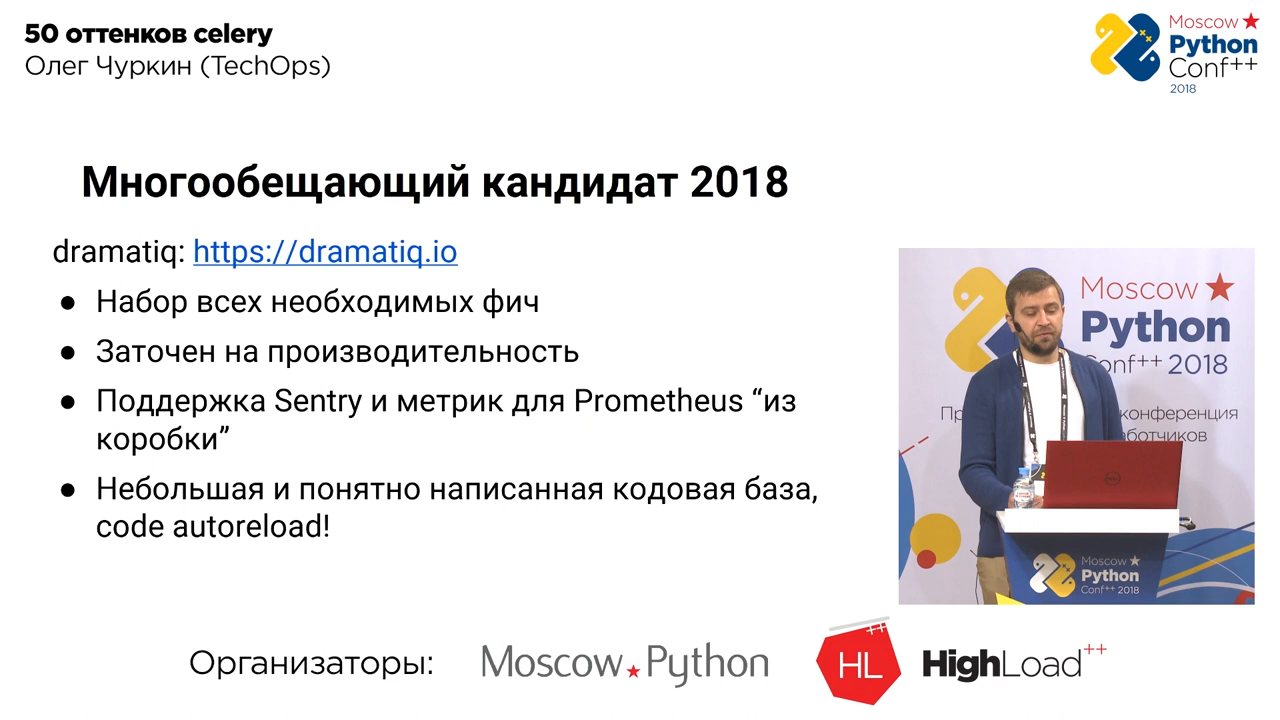 50 оттенков celery
Олег Чуркин (TechOps)
Moscow
Python
Conf++
2018
Многообещающий кандидат 2018
dramatiq: https://dramatiq.io
● Набор всех необходимых фич
● Заточен на производительность
● Поддержка Sentry и метрик для Prometheus “из
коробки”
● Небольшая и понятно написанная кодовая база,
code autoreload!
Moscow
Python
Conf++ 2018
конференция
Moscow
Python
Conf++ 2018
Организаторы:
Moscow Python
HL++
HighLoad++